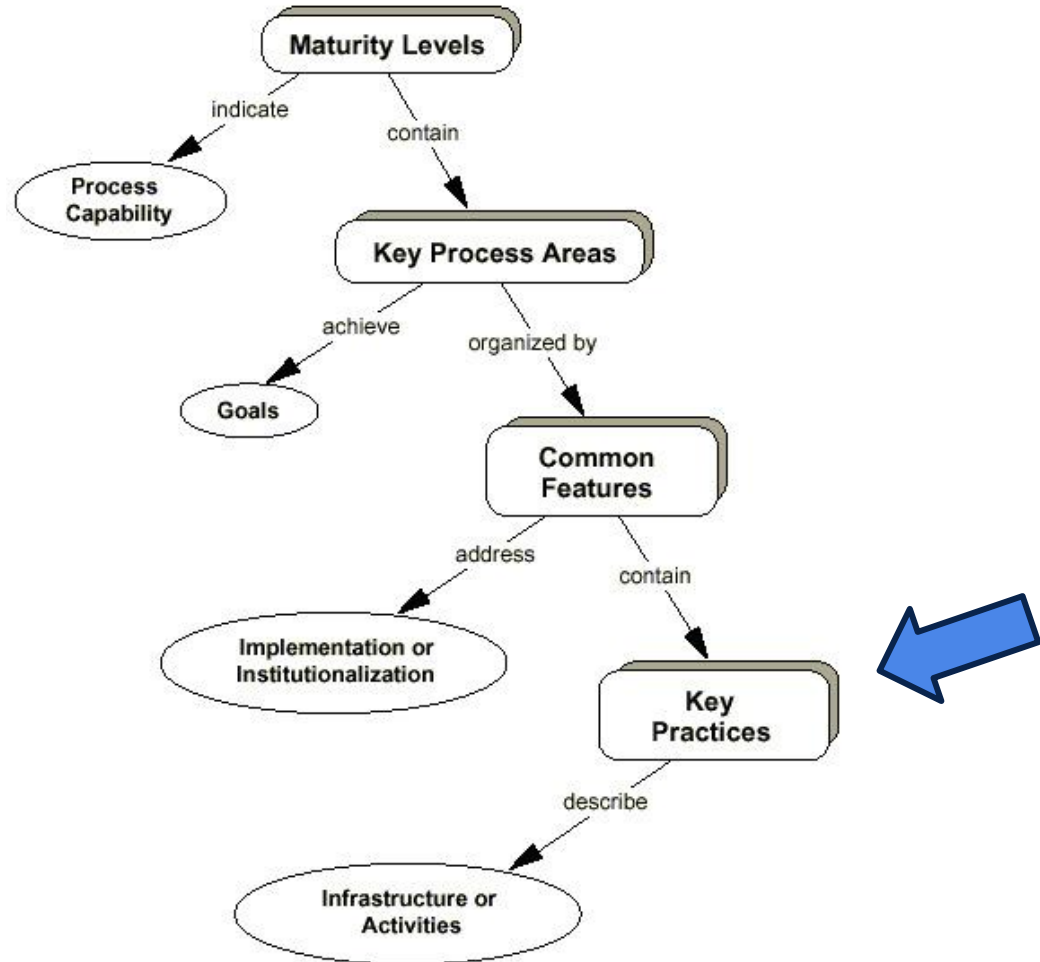 Maturity Levels
indicate
contain
Process
Capability
Key Process Areas
achieve
organized by
Goals
Common
Features
address
contain
Implementation or
Institutionalization
Key
Practices
describe
Infrastructure or
Activities